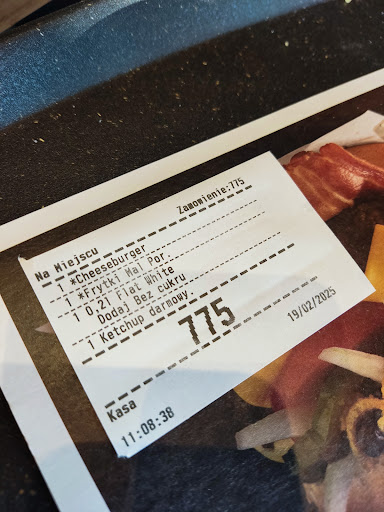 Zamowienie:775
Na Miejscu
1 *Cheeseburger
1 *Frytki Mal Por.
1 0,2l Flat White
Dodaj Bez cukru
1 Ketchup darmowy.
775
Kasa
19/02/2025
11:08:38